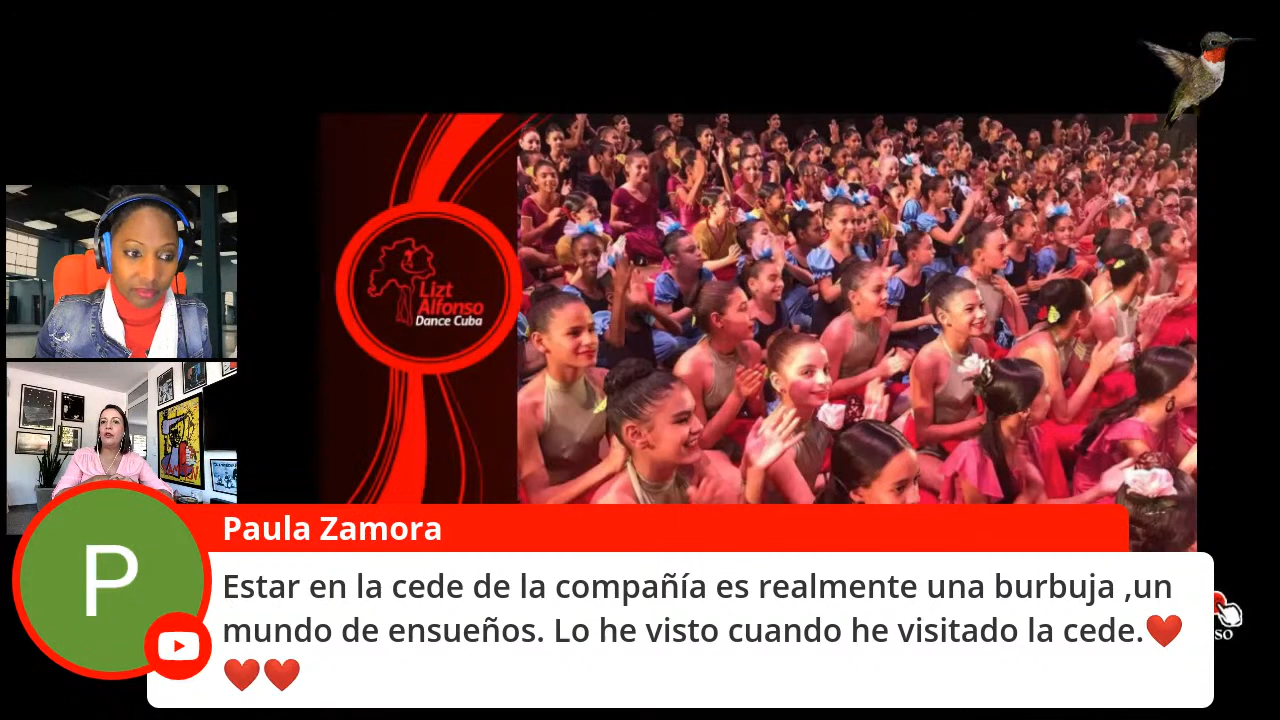 Lizt
Alfonso
Dance Cuba
Paula Zamora
P
Estar en la cede de la compañía es realmente una burbuja ,un
mundo de ensueños. Lo he visto cuando he visitado la cede.❤️
❤️❤️
SO